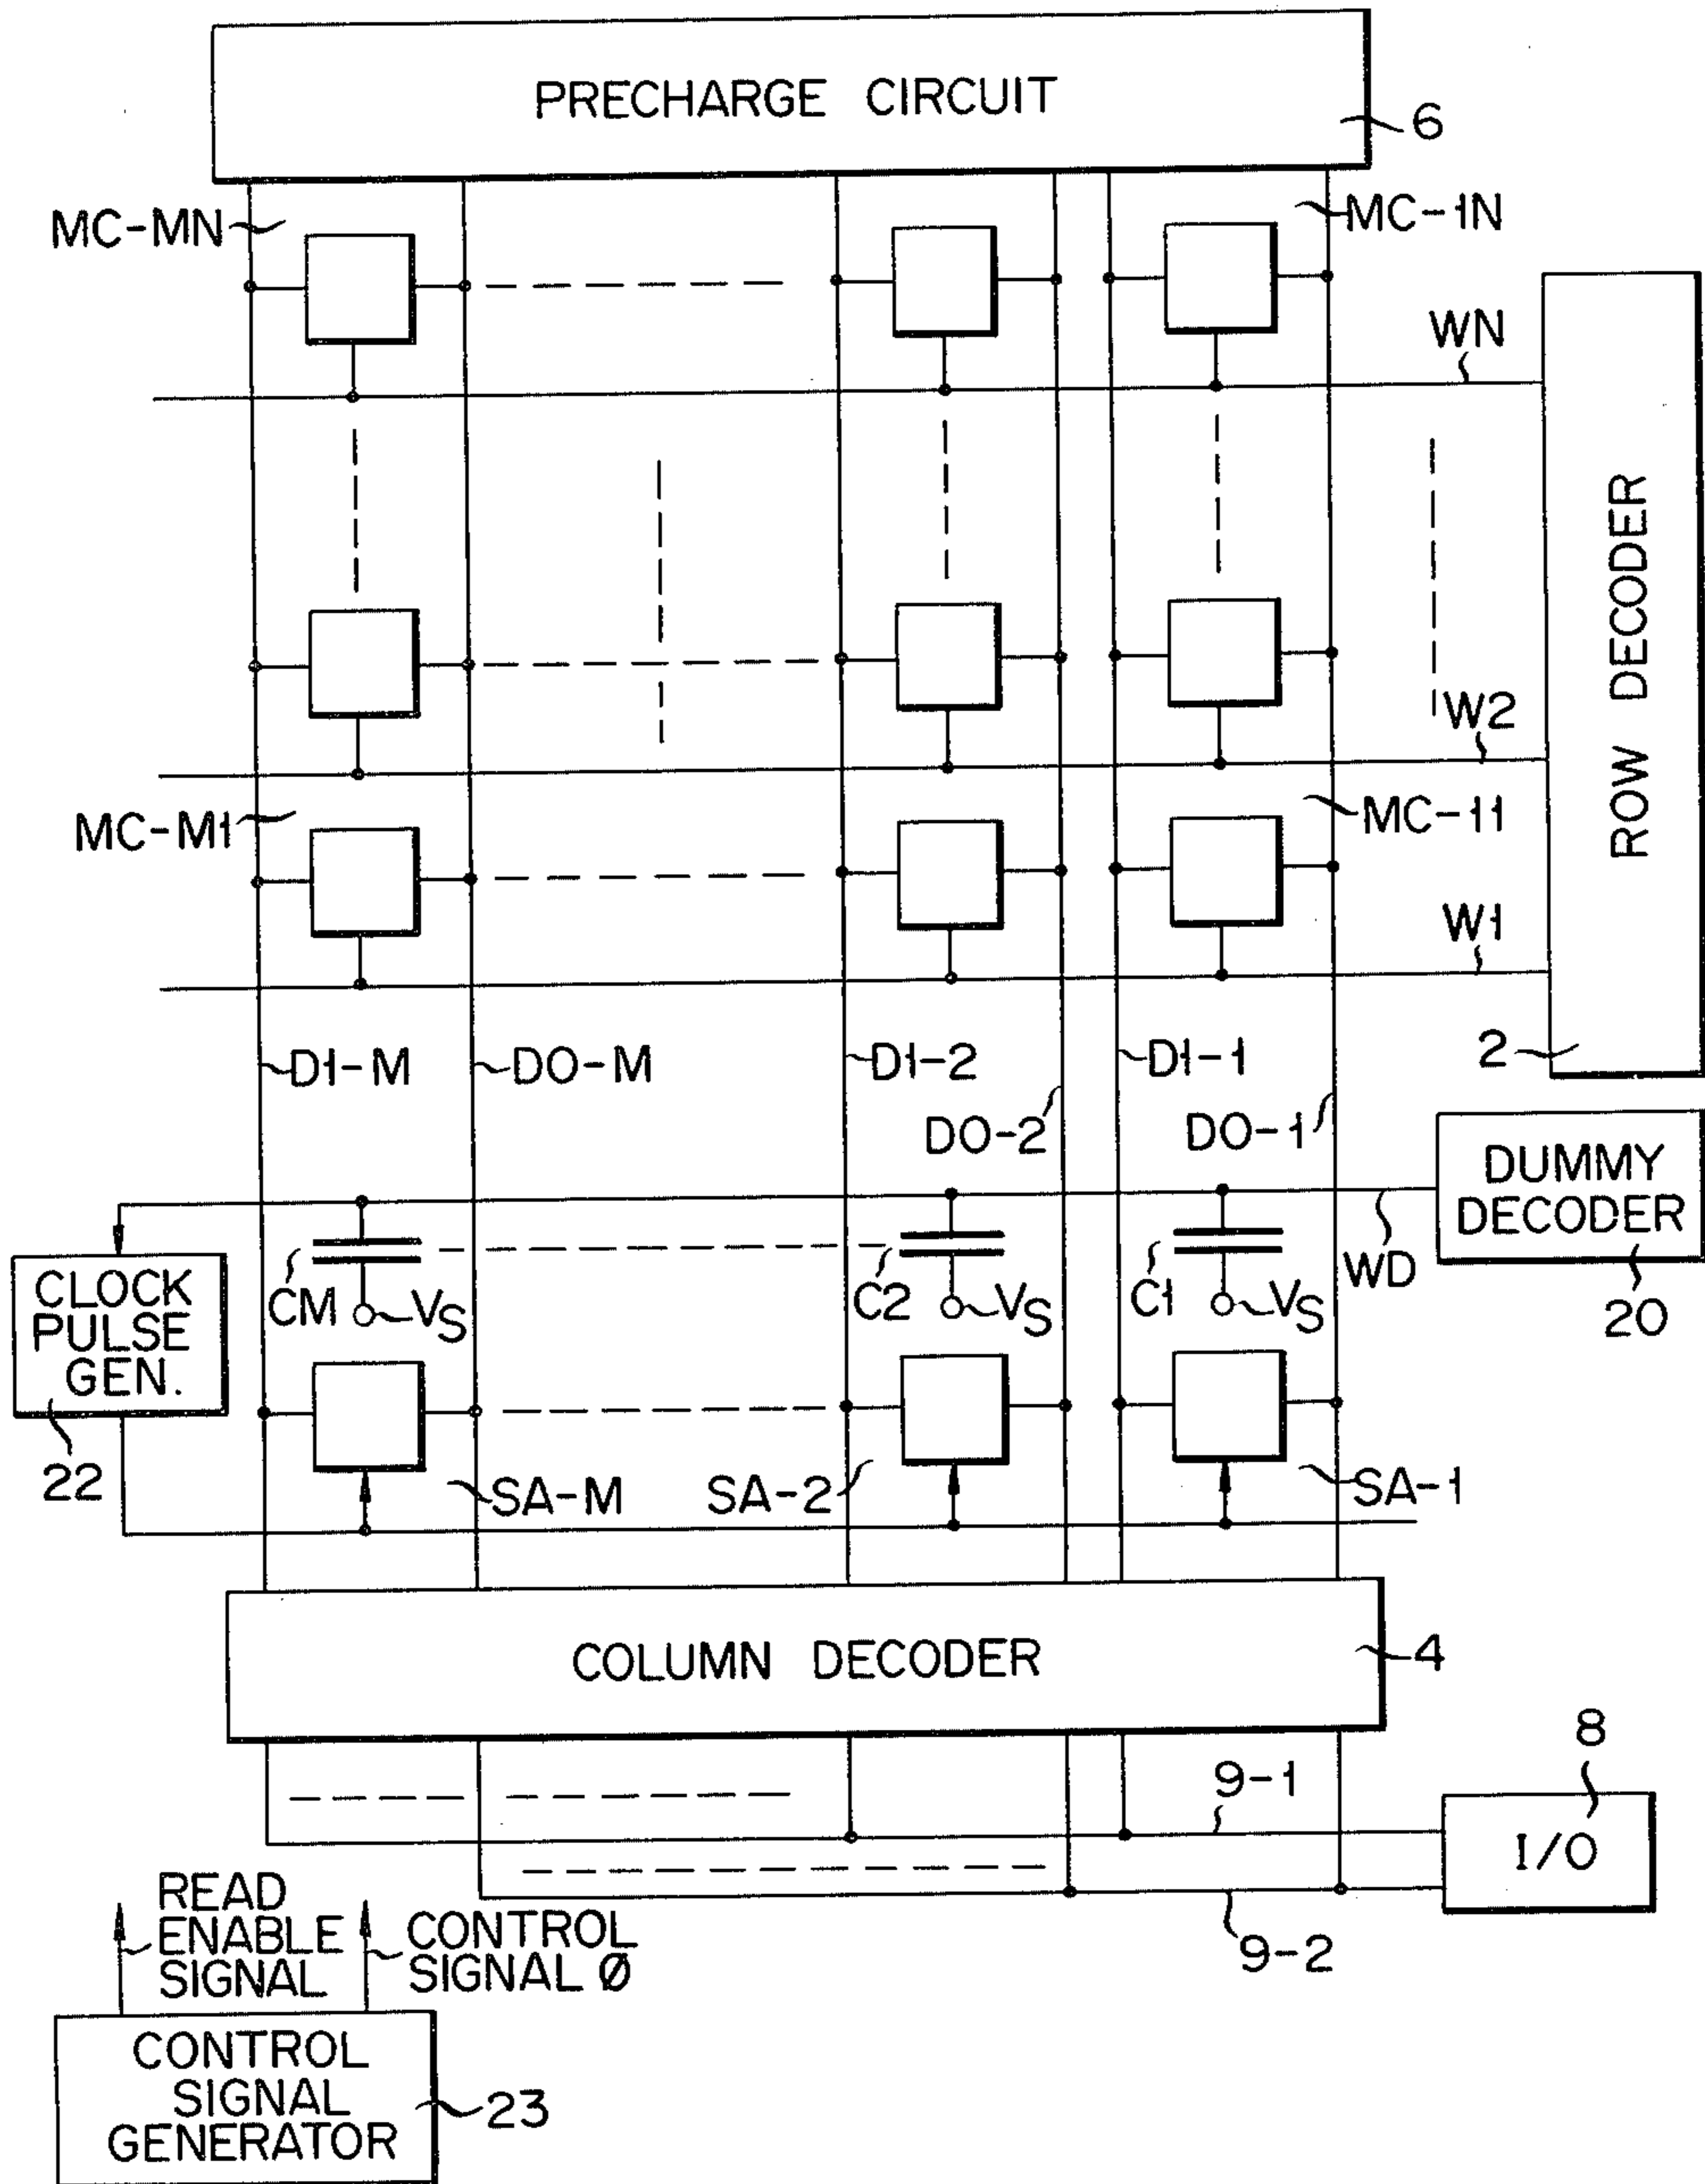 PRECHARGE CIRCUIT
6
MC-MN
MC-1N
WN
ROW DECODER
W2
MC-M1
MC-11
W1
2
D1-M
DO-M
D1-2
D1-1
DO-2
DO-1
DUMMY
DECODER
WD
20
CLOCK
PULSE
GEN.
22
CM
VS
C2
VS
C1
VS
SA-M
SA-2
SA-1
COLUMN DECODER
4
9-1
8
I/O
9-2
READ
ENABLE
SIGNAL
CONTROL
SIGNAL Ø
CONTROL
SIGNAL
GENERATOR
23